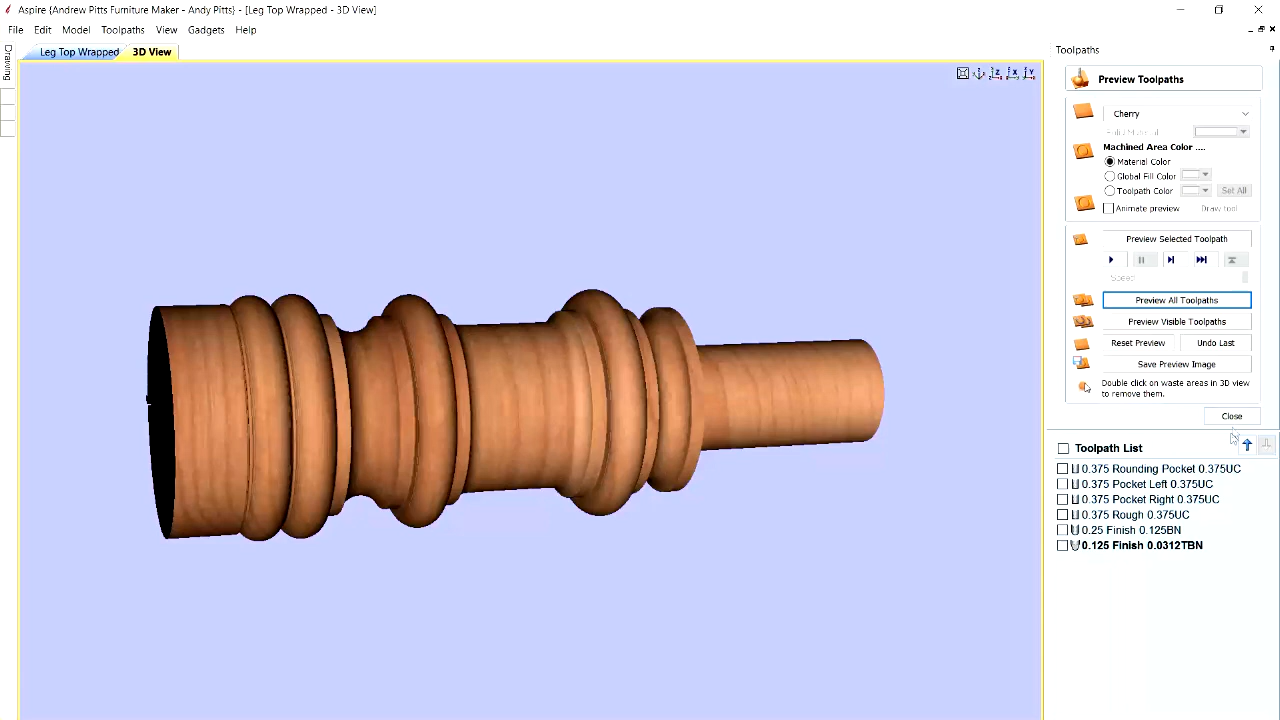 Aspire {Andrew Pitts Furniture Maker - Andy Pitts} - [Leg Top Wrapped - 3D View]
File Edit Model Toolpaths View Gadgets Help
Drawing
Leg Top Wrapped
3D View
Toolpaths
Preview Toolpaths
Cherry
Solid Material
Machined Area Color ....
Material Color
Global Fill Color
Toolpath Color
Set All
Animate preview
Draw tool
Preview Selected Toolpath
Speed
Preview All Toolpaths
Preview Visible Toolpaths
Reset Preview
Undo Last
Save Preview Image
Double click on waste areas in 3D view
to remove them.
Close
Toolpath List
0.375 Rounding Pocket 0.375UC
0.375 Pocket Left 0.375UC
0.375 Pocket Right 0.375UC
0.375 Rough 0.375UC
0.25 Finish 0.125BN
0.125 Finish 0.0312TBN